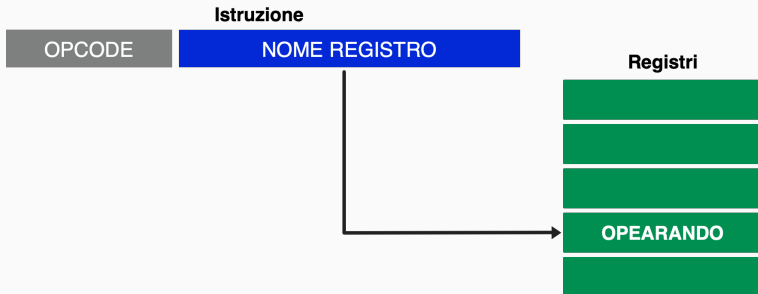 Istruzione
OPCODE
NOME REGISTRO
Registri
OPEARANDO